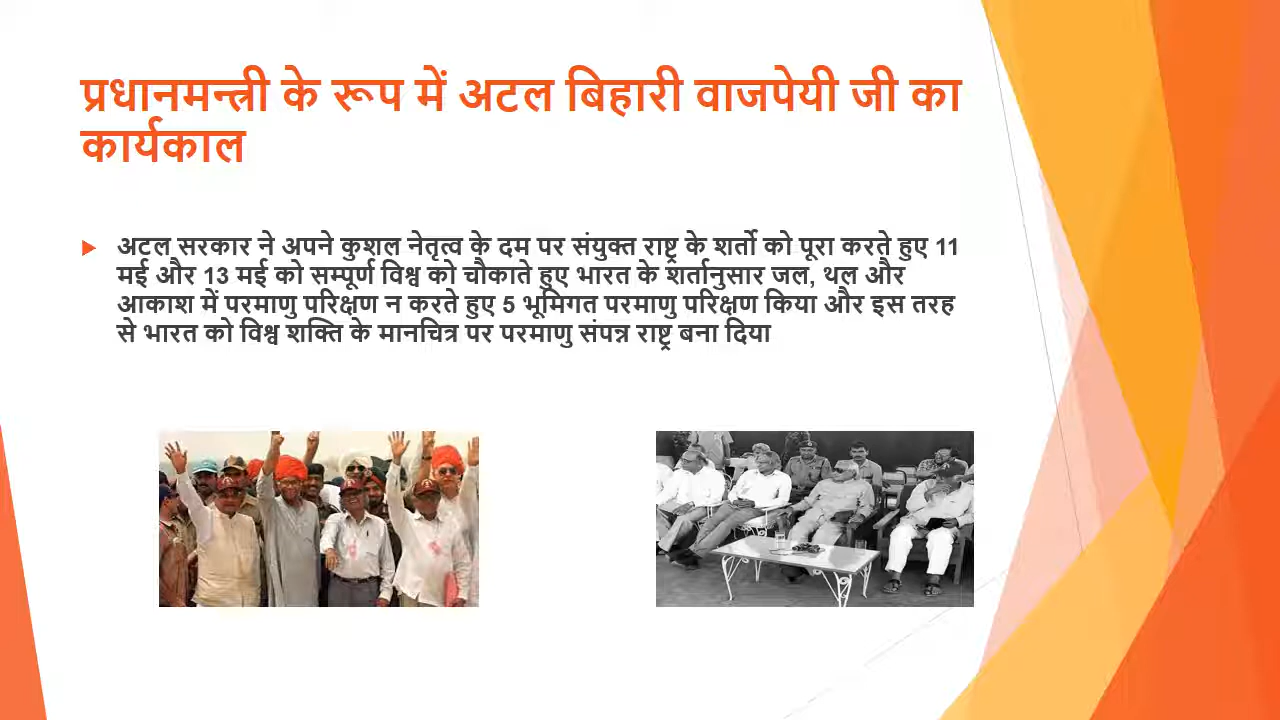 प्रधानमन्त्री के रूप में अटल बिहारी वाजपेयी जी का
कार्यकाल
अटल सरकार ने अपने कुशल नेतृत्व के दम पर संयुक्त राष्ट्र के शर्तो को पूरा करते हुए 11
मई और 13 मई को सम्पूर्ण विश्व को चौकाते हुए भारत के शर्तानुसार जल, थल और
आकाश में परमाणु परिक्षण न करते हुए 5 भूमिगत परमाणु परिक्षण किया और इस तरह
से भारत को विश्व शक्ति के मानचित्र पर परमाणु संपन्न राष्ट्र बना दिया